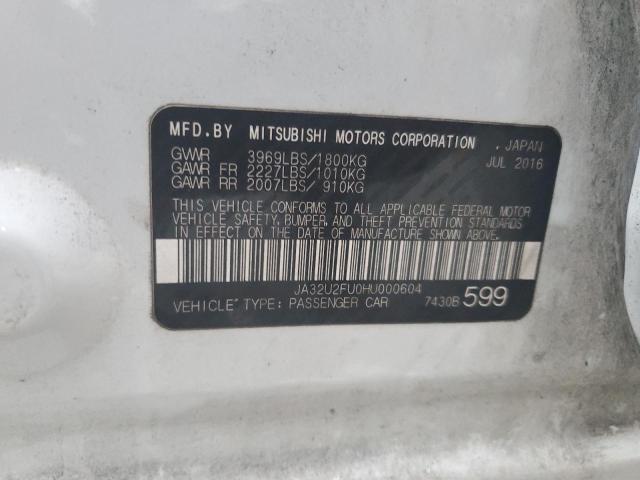 MFD.BY MITSUBISHI MOTORS CORPORATION , JAPAN
GVWR 3969LBS/1800KG JUL 2016
GAWR FR 2227LBS/1010KG
GAWR RR 2007LBS/ 910KG
THIS VEHICLE CONFORMS TO ALL APPLICABLE FEDERAL MOTOR
VEHICLE SAFETY, BUMPER, AND THEFT PREVENTION STANDARDS
IN EFFECT ON THE DATE OF MANUFACTURE SHOWN ABOVE.
JA32U2FU0HU000604
VEHICLE TYPE: PASSENGER CAR 7430B 599